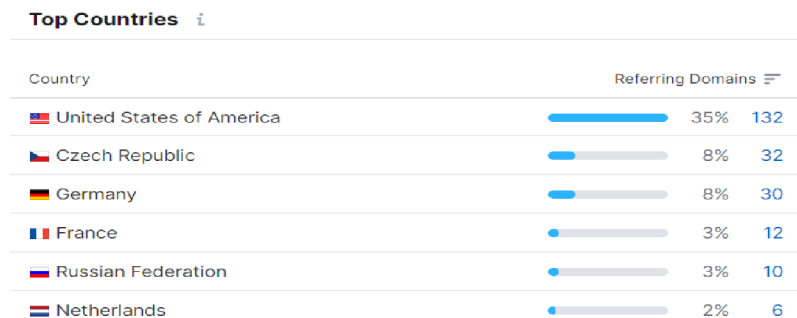 Top Countries i
Country Referring Domains
United States of America 35% 132
Czech Republic 8% 32
Germany 8% 30
France 3% 12
Russian Federation 3% 10
Netherlands 2% 6